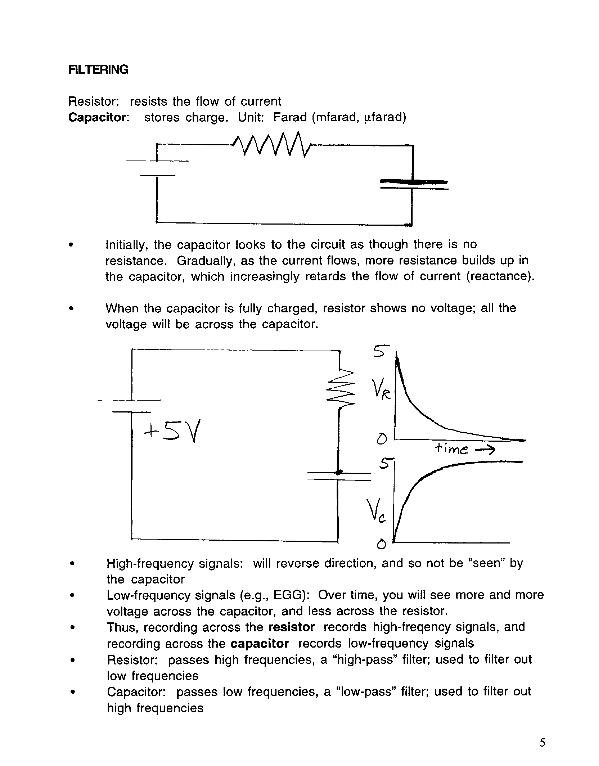 FILTERING
Resistor: resists the flow of current
Capacitor: stores charge. Unit: Farad (mfarad, µfarad)
• Initially, the capacitor looks to the circuit as though there is no
resistance. Gradually, as the current flows, more resistance builds up in
the capacitor, which increasingly retards the flow of current (reactance).
• When the capacitor is fully charged, resistor shows no voltage; all the
voltage will be across the capacitor.
+5V
5
VR
0
time →
5
Vc
0
• High-frequency signals: will reverse direction, and so not be "seen" by
the capacitor
• Low-frequency signals (e.g., EGG): Over time, you will see more and more
voltage across the capacitor, and less across the resistor.
• Thus, recording across the resistor records high-freqency signals, and
recording across the capacitor records low-frequency signals
• Resistor: passes high frequencies, a "high-pass" filter; used to filter out
low frequencies
• Capacitor: passes low frequencies, a "low-pass" filter; used to filter out
high frequencies
5